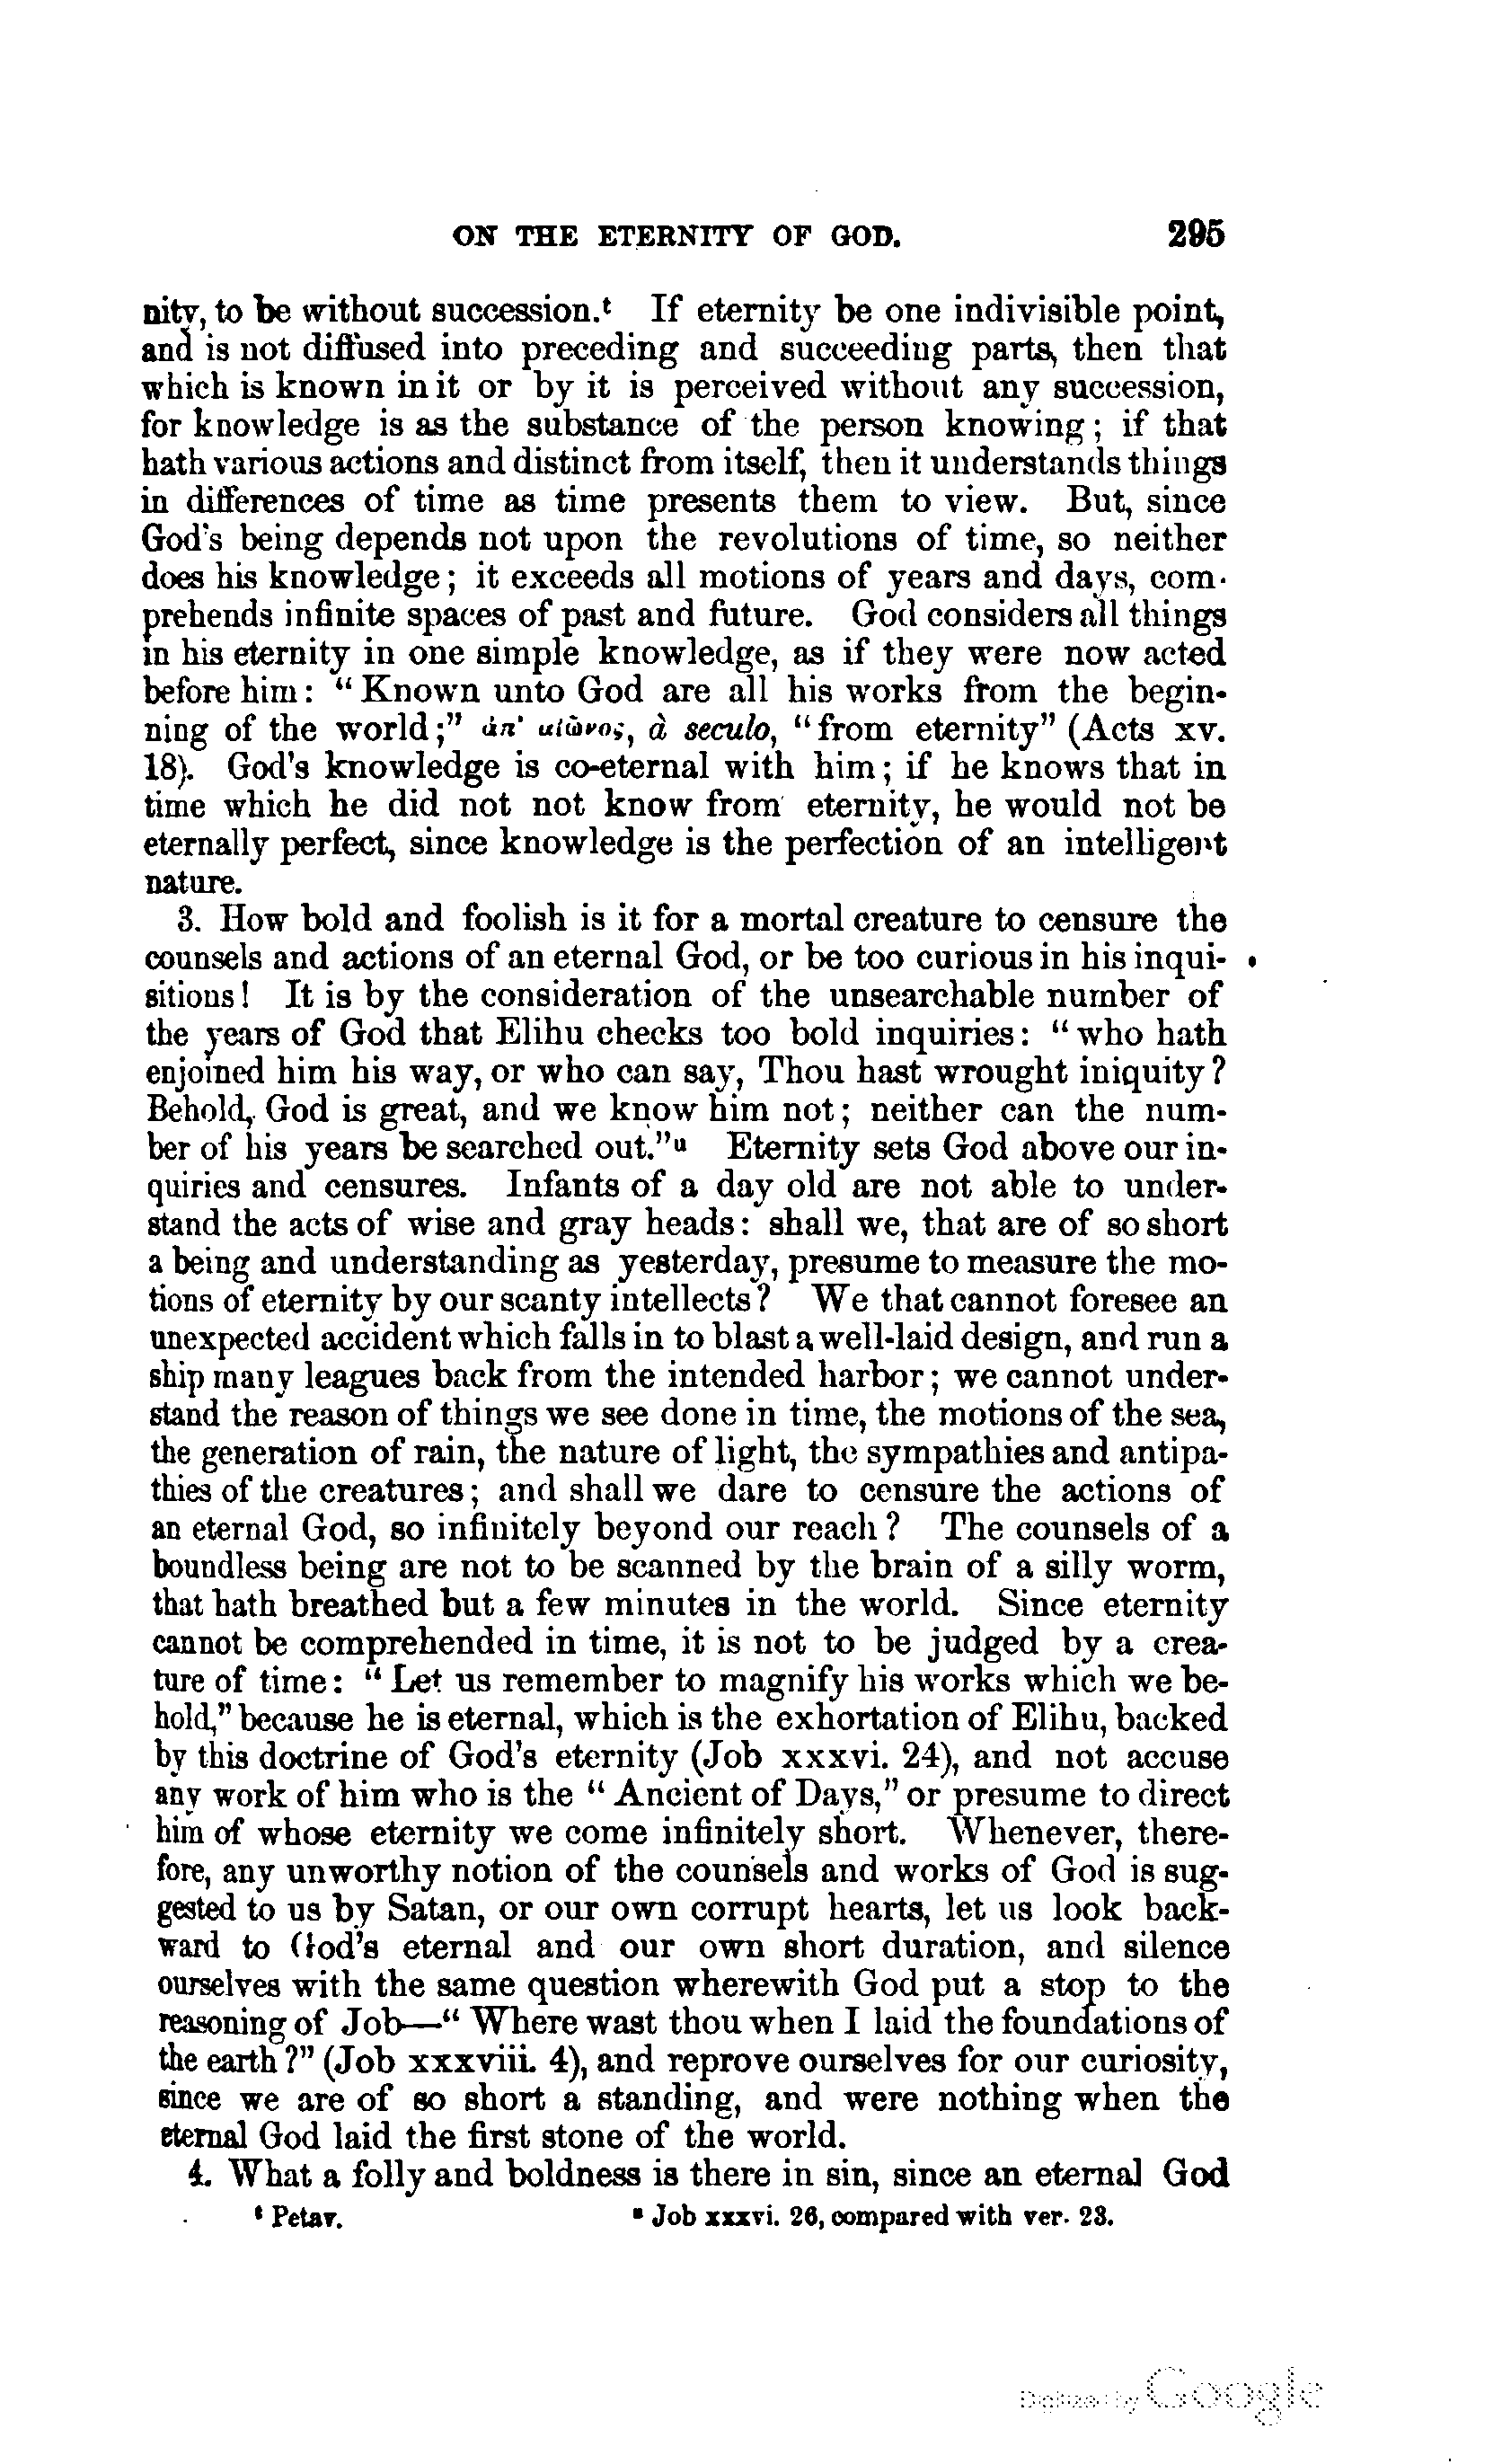 ON THE ETERNITY OF GOD. 295
nity, to be without succession.ᵗ If eternity be one indivisible point,
and is not diffused into preceding and succeeding parts, then that
which is known in it or by it is perceived without any succession,
for knowledge is as the substance of the person knowing; if that
hath various actions and distinct from itself, then it understands things
in differences of time as time presents them to view. But, since
God's being depends not upon the revolutions of time, so neither
does his knowledge; it exceeds all motions of years and days, com-
prehends infinite spaces of past and future. God considers all things
in his eternity in one simple knowledge, as if they were now acted
before him: "Known unto God are all his works from the begin-
ning of the world;" ἀπ' αἰῶνος, à seculo, "from eternity" (Acts xv.
18). God's knowledge is co-eternal with him; if he knows that in
time which he did not not know from eternity, he would not be
eternally perfect, since knowledge is the perfection of an intelligent
nature.
3. How bold and foolish is it for a mortal creature to censure the
counsels and actions of an eternal God, or be too curious in his inqui-
sitions! It is by the consideration of the unsearchable number of
the years of God that Elihu checks too bold inquiries: "who hath
enjoined him his way, or who can say, Thou hast wrought iniquity?
Behold, God is great, and we know him not; neither can the num-
ber of his years be searched out."ᵘ Eternity sets God above our in-
quiries and censures. Infants of a day old are not able to under-
stand the acts of wise and gray heads: shall we, that are of so short
a being and understanding as yesterday, presume to measure the mo-
tions of eternity by our scanty intellects? We that cannot foresee an
unexpected accident which falls in to blast a well-laid design, and run a
ship many leagues back from the intended harbor; we cannot under-
stand the reason of things we see done in time, the motions of the sea,
the generation of rain, the nature of light, the sympathies and antipa-
thies of the creatures; and shall we dare to censure the actions of
an eternal God, so infinitely beyond our reach? The counsels of a
boundless being are not to be scanned by the brain of a silly worm,
that hath breathed but a few minutes in the world. Since eternity
cannot be comprehended in time, it is not to be judged by a crea-
ture of time: "Let us remember to magnify his works which we be-
hold," because he is eternal, which is the exhortation of Elihu, backed
by this doctrine of God's eternity (Job xxxvi. 24), and not accuse
any work of him who is the "Ancient of Days," or presume to direct
him of whose eternity we come infinitely short. Whenever, there-
fore, any unworthy notion of the counsels and works of God is sug-
gested to us by Satan, or our own corrupt hearts, let us look back-
ward to God's eternal and our own short duration, and silence
ourselves with the same question wherewith God put a stop to the
reasoning of Job—"Where wast thou when I laid the foundations of
the earth?" (Job xxxviii. 4), and reprove ourselves for our curiosity,
since we are of so short a standing, and were nothing when the
eternal God laid the first stone of the world.
4. What a folly and boldness is there in sin, since an eternal God
ᵗ Petav. ᵘ Job xxxvi. 26, compared with ver. 23.
Digitized by Google